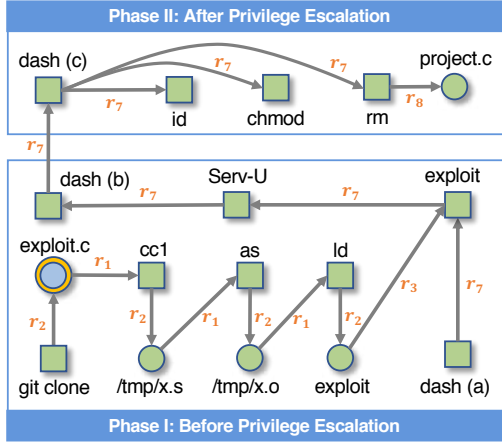 Phase II: After Privilege Escalation
dash (c)
project.c
r₇
r₇
r₇
r₈
id
chmod
rm
r₇
dash (b)
Serv-U
exploit
r₇
r₇
exploit.c
cc1
as
ld
r₁
r₃
r₇
r₂
r₂
r₁
r₂
r₁
r₂
git clone
/tmp/x.s
/tmp/x.o
exploit
dash (a)
Phase I: Before Privilege Escalation